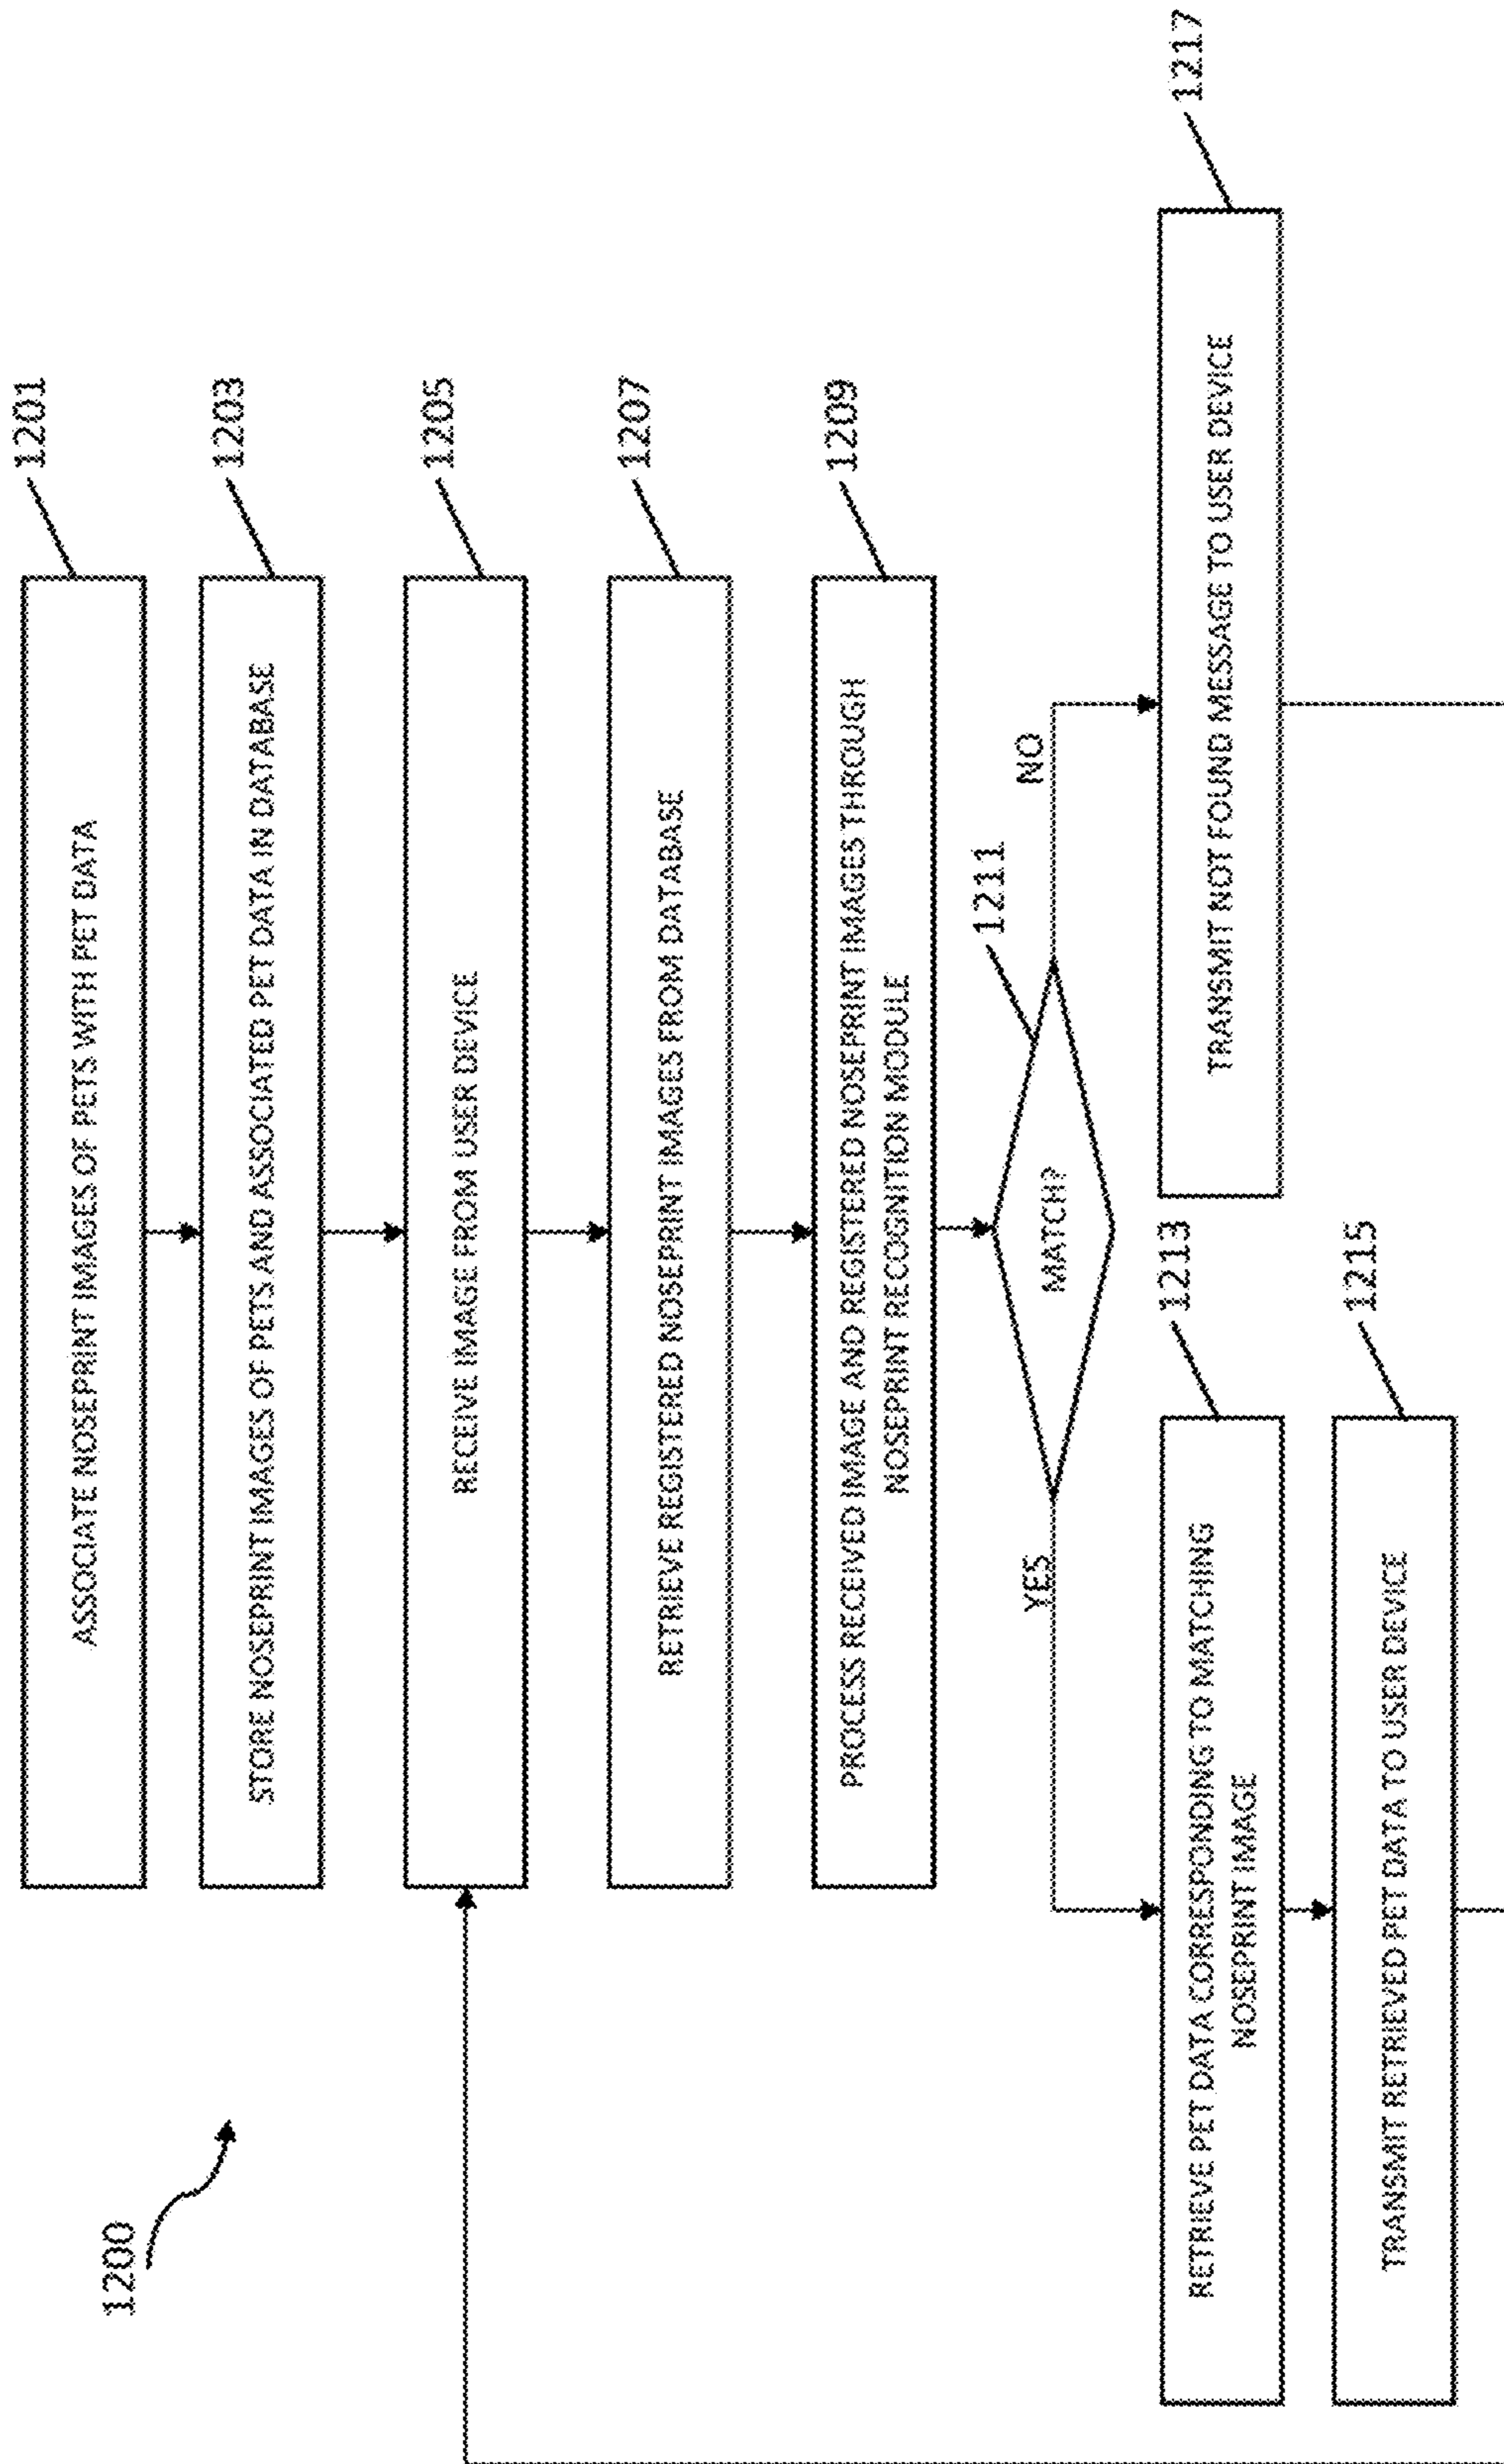 1200
1201
ASSOCIATE NOSEPRINT IMAGES OF PETS WITH PET DATA
1203
STORE NOSEPRINT IMAGES OF PETS AND ASSOCIATED PET DATA IN DATABASE
1205
RECEIVE IMAGE FROM USER DEVICE
1207
RETRIEVE REGISTERED NOSEPRINT IMAGES FROM DATABASE
1209
PROCESS RECEIVED IMAGE AND REGISTERED NOSEPRINT IMAGES THROUGH
NOSEPRINT RECOGNITION MODULE
1211
MATCH?
YES
NO
1213
RETRIEVE PET DATA CORRESPONDING TO MATCHING
NOSEPRINT IMAGE
1217
TRANSMIT NOT FOUND MESSAGE TO USER DEVICE
1215
TRANSMIT RETRIEVED PET DATA TO USER DEVICE